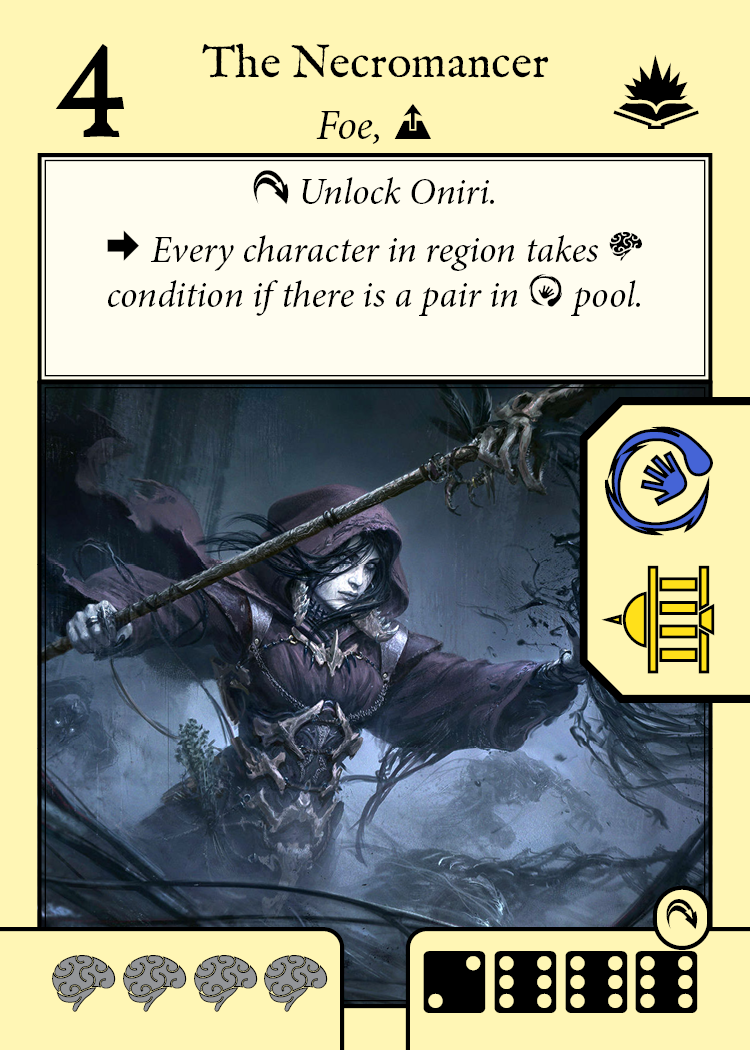 4
The Necromancer
Foe,
Unlock Oniri.
Every character in region takes
condition if there is a pair in pool.